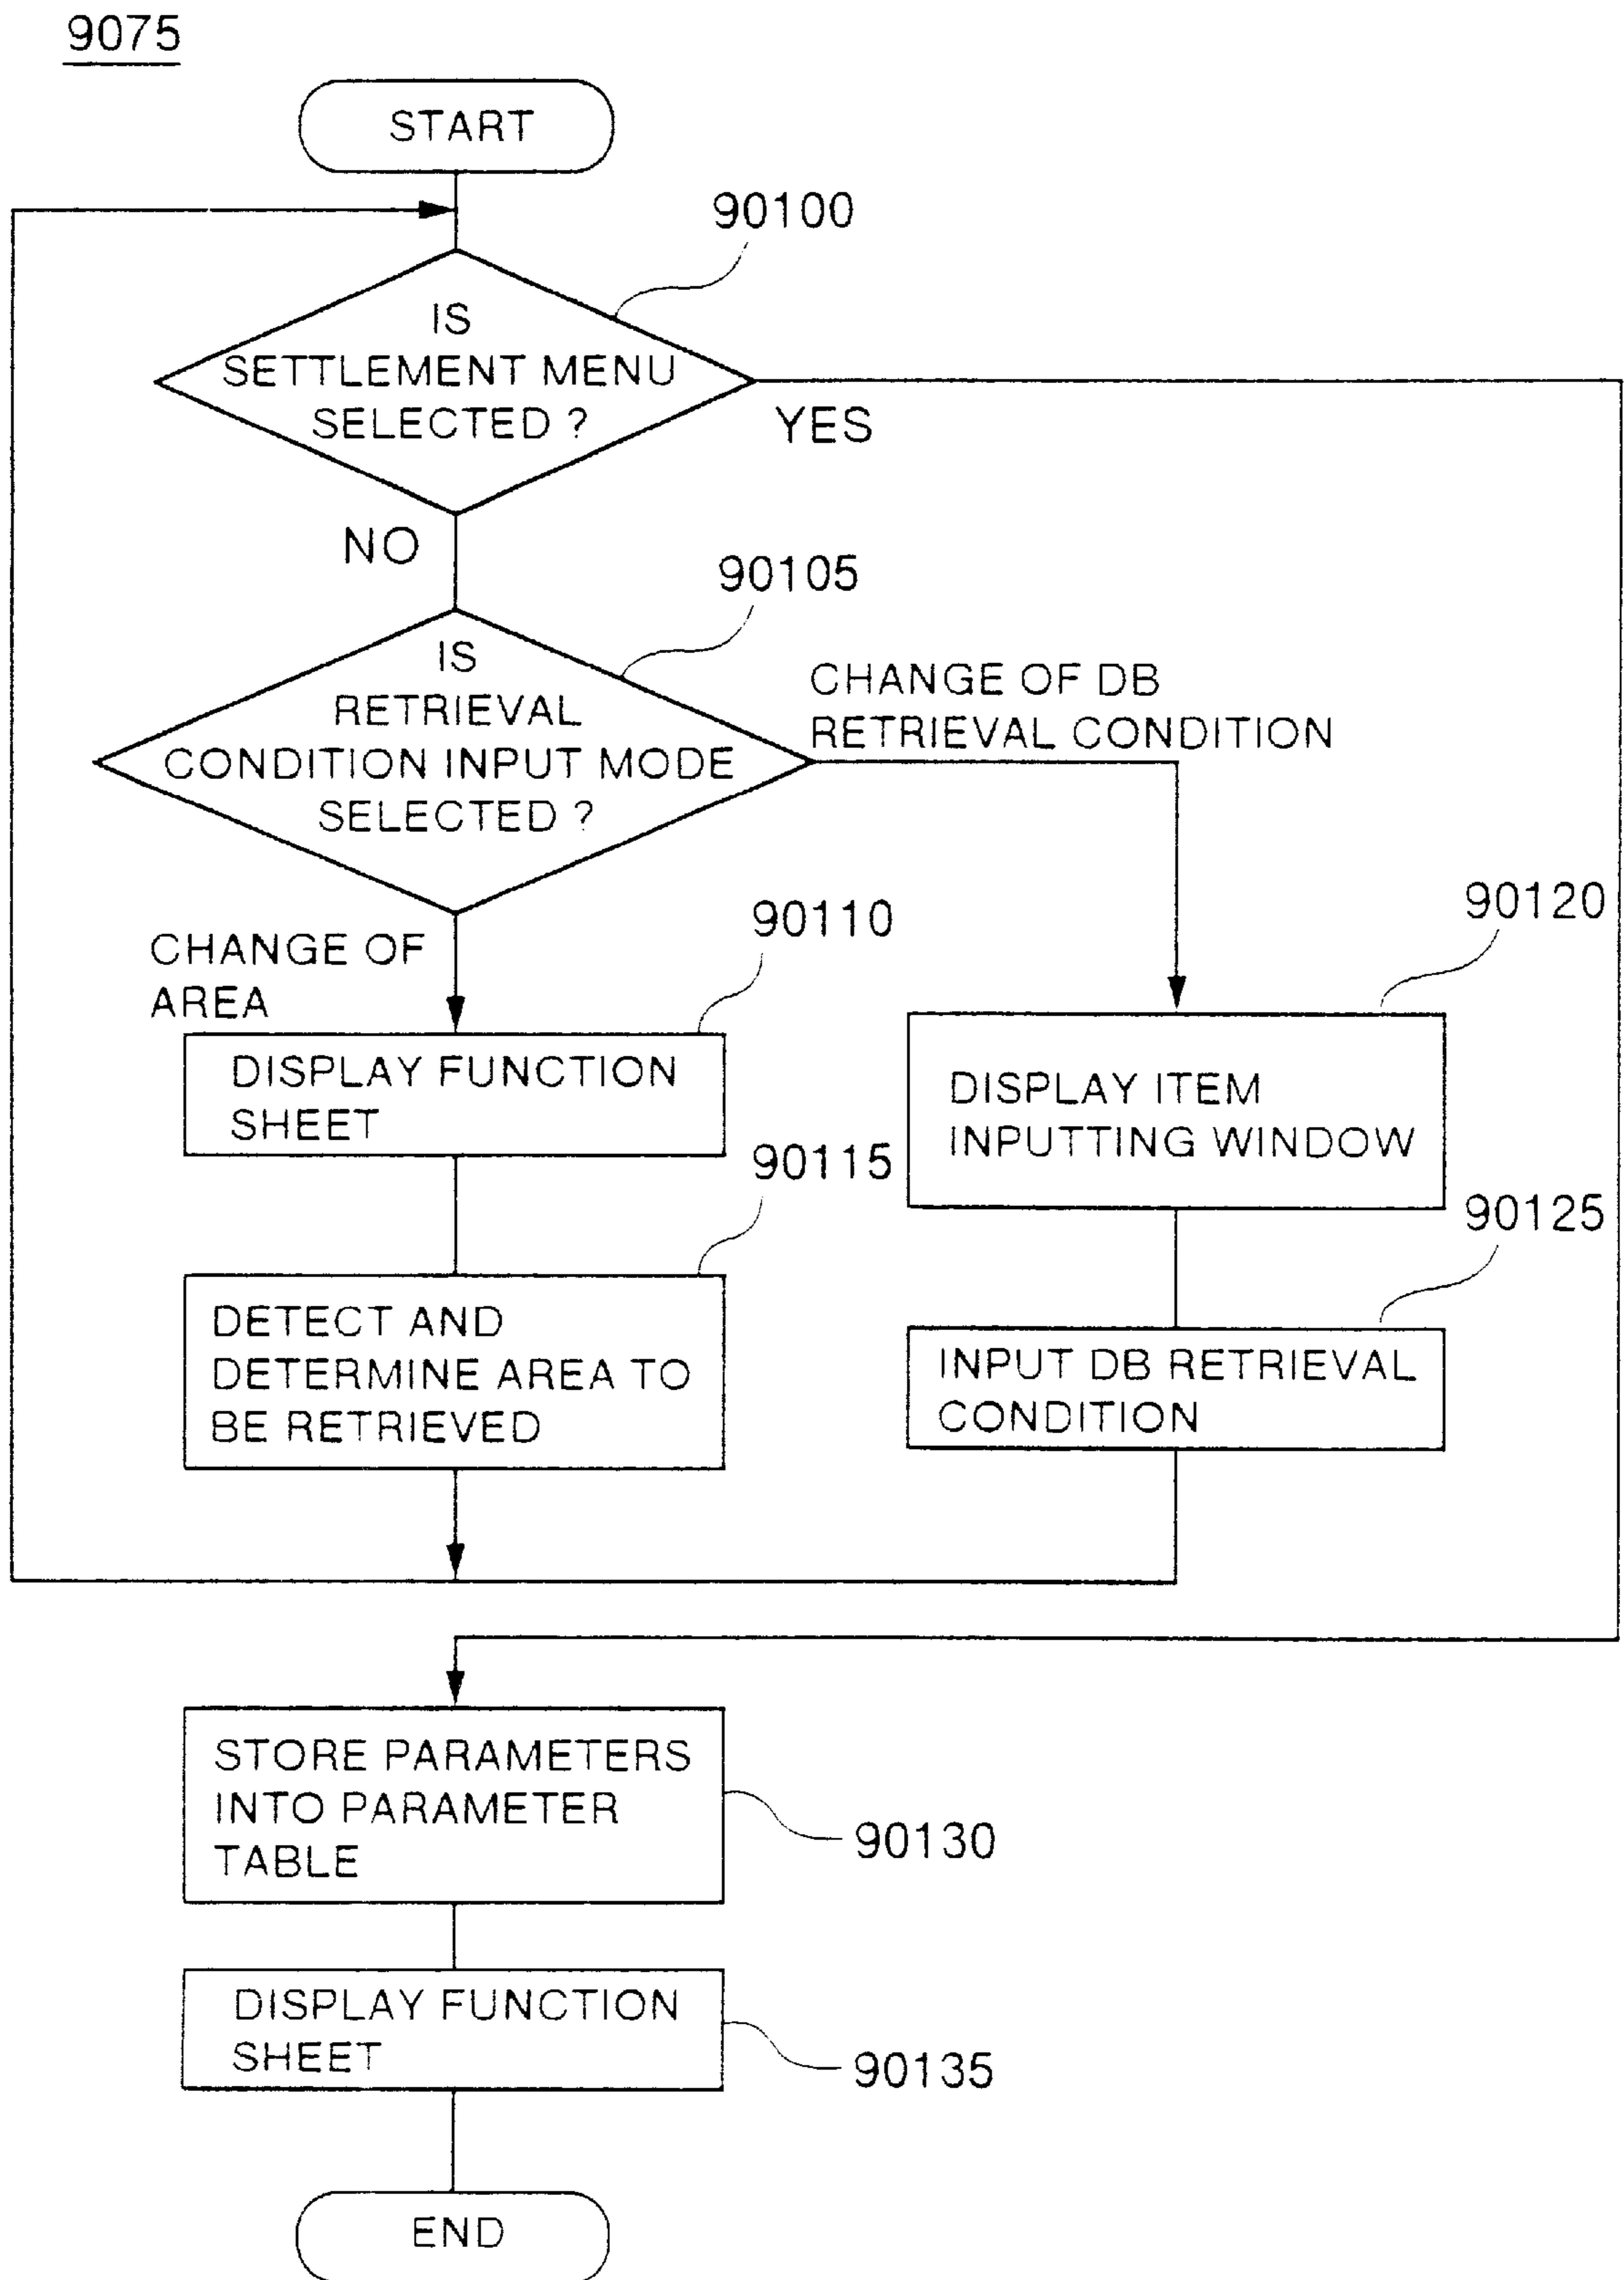 9075
START
90100
IS
SETTLEMENT MENU
SELECTED ?
YES
NO
90105
IS
RETRIEVAL
CONDITION INPUT MODE
SELECTED ?
CHANGE OF DB
RETRIEVAL CONDITION
CHANGE OF
AREA
90110
DISPLAY FUNCTION
SHEET
90115
DETECT AND
DETERMINE AREA TO
BE RETRIEVED
90120
DISPLAY ITEM
INPUTTING WINDOW
90125
INPUT DB RETRIEVAL
CONDITION
STORE PARAMETERS
INTO PARAMETER
TABLE
90130
DISPLAY FUNCTION
SHEET
90135
END